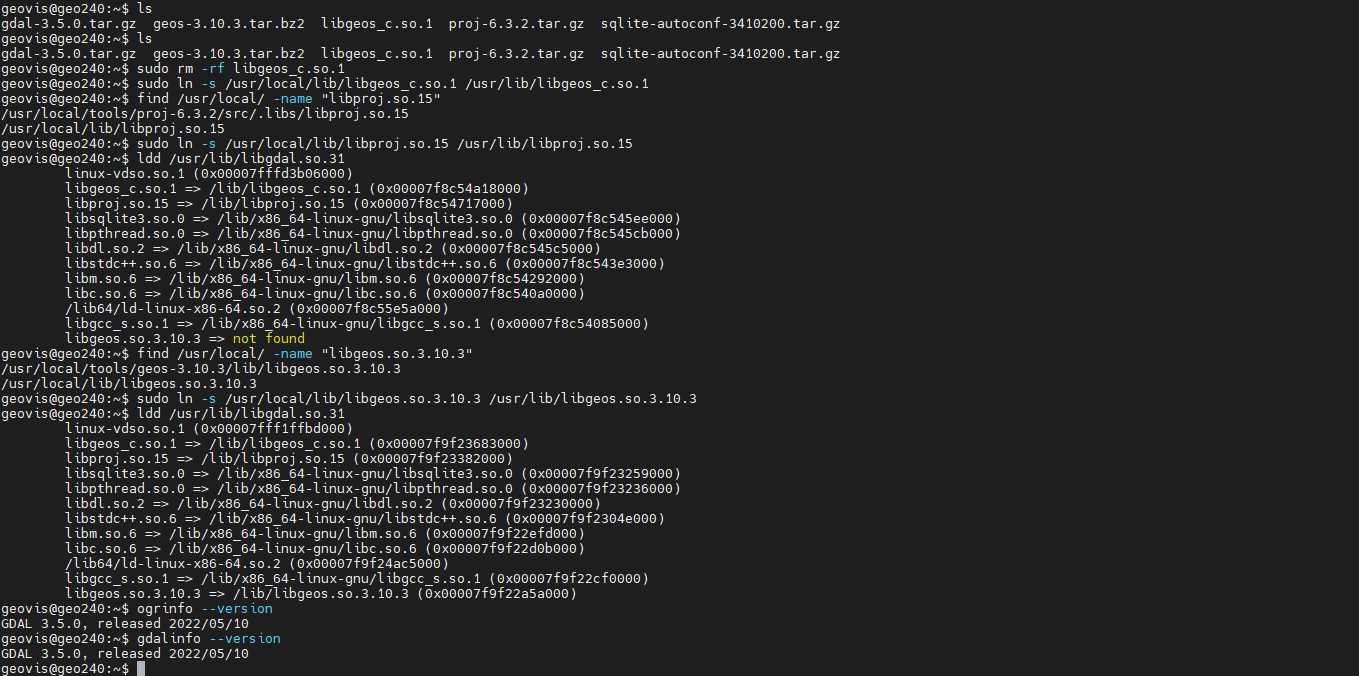 geovis@geo240:~$ ls
gdal-3.5.0.tar.gz  geos-3.10.3.tar.bz2  libgeos_c.so.1  proj-6.3.2.tar.gz  sqlite-autoconf-3410200.tar.gz
geovis@geo240:~$ ls
gdal-3.5.0.tar.gz  geos-3.10.3.tar.bz2  libgeos_c.so.1  proj-6.3.2.tar.gz  sqlite-autoconf-3410200.tar.gz
geovis@geo240:~$ sudo rm -rf libgeos_c.so.1
geovis@geo240:~$ sudo ln -s /usr/local/lib/libgeos_c.so.1 /usr/lib/libgeos_c.so.1
geovis@geo240:~$ find /usr/local/ -name "libproj.so.15"
/usr/local/tools/proj-6.3.2/src/.libs/libproj.so.15
/usr/local/lib/libproj.so.15
geovis@geo240:~$ sudo ln -s /usr/local/lib/libproj.so.15 /usr/lib/libproj.so.15
geovis@geo240:~$ ldd /usr/lib/libgdal.so.31
        linux-vdso.so.1 (0x00007fffd3b06000)
        libgeos_c.so.1 => /lib/libgeos_c.so.1 (0x00007f8c54a18000)
        libproj.so.15 => /lib/libproj.so.15 (0x00007f8c54717000)
        libsqlite3.so.0 => /lib/x86_64-linux-gnu/libsqlite3.so.0 (0x00007f8c545ee000)
        libpthread.so.0 => /lib/x86_64-linux-gnu/libpthread.so.0 (0x00007f8c545cb000)
        libdl.so.2 => /lib/x86_64-linux-gnu/libdl.so.2 (0x00007f8c545c5000)
        libstdc++.so.6 => /lib/x86_64-linux-gnu/libstdc++.so.6 (0x00007f8c543e3000)
        libm.so.6 => /lib/x86_64-linux-gnu/libm.so.6 (0x00007f8c54292000)
        libc.so.6 => /lib/x86_64-linux-gnu/libc.so.6 (0x00007f8c540a0000)
        /lib64/ld-linux-x86-64.so.2 (0x00007f8c55e5a000)
        libgcc_s.so.1 => /lib/x86_64-linux-gnu/libgcc_s.so.1 (0x00007f8c54085000)
        libgeos.so.3.10.3 => not found
geovis@geo240:~$ find /usr/local/ -name "libgeos.so.3.10.3"
/usr/local/tools/geos-3.10.3/lib/libgeos.so.3.10.3
/usr/local/lib/libgeos.so.3.10.3
geovis@geo240:~$ sudo ln -s /usr/local/lib/libgeos.so.3.10.3 /usr/lib/libgeos.so.3.10.3
geovis@geo240:~$ ldd /usr/lib/libgdal.so.31
        linux-vdso.so.1 (0x00007fff1ffbd000)
        libgeos_c.so.1 => /lib/libgeos_c.so.1 (0x00007f9f23683000)
        libproj.so.15 => /lib/libproj.so.15 (0x00007f9f23382000)
        libsqlite3.so.0 => /lib/x86_64-linux-gnu/libsqlite3.so.0 (0x00007f9f23259000)
        libpthread.so.0 => /lib/x86_64-linux-gnu/libpthread.so.0 (0x00007f9f23236000)
        libdl.so.2 => /lib/x86_64-linux-gnu/libdl.so.2 (0x00007f9f23230000)
        libstdc++.so.6 => /lib/x86_64-linux-gnu/libstdc++.so.6 (0x00007f9f2304e000)
        libm.so.6 => /lib/x86_64-linux-gnu/libm.so.6 (0x00007f9f22efd000)
        libc.so.6 => /lib/x86_64-linux-gnu/libc.so.6 (0x00007f9f22d0b000)
        /lib64/ld-linux-x86-64.so.2 (0x00007f9f24ac5000)
        libgcc_s.so.1 => /lib/x86_64-linux-gnu/libgcc_s.so.1 (0x00007f9f22cf0000)
        libgeos.so.3.10.3 => /lib/libgeos.so.3.10.3 (0x00007f9f22a5a000)
geovis@geo240:~$ ogrinfo --version
GDAL 3.5.0, released 2022/05/10
geovis@geo240:~$ gdalinfo --version
GDAL 3.5.0, released 2022/05/10
geovis@geo240:~$